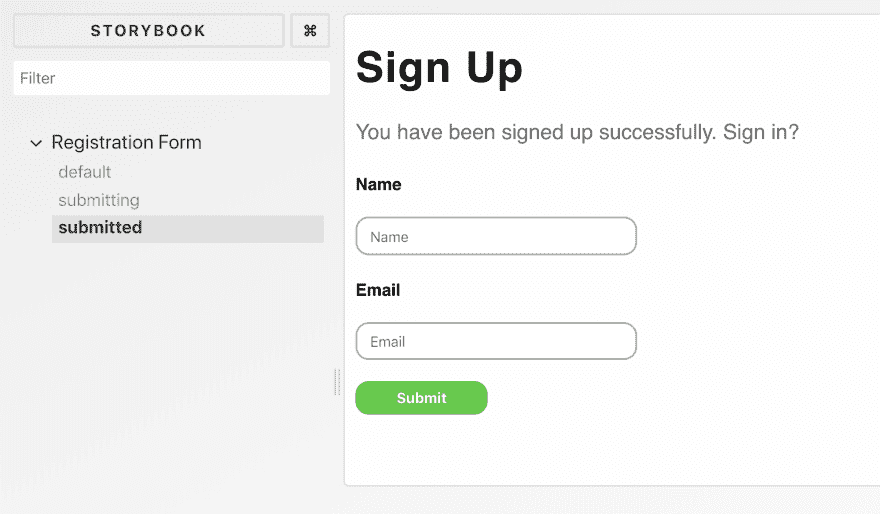 STORYBOOK
⌘
Filter
Registration Form
default
submitting
submitted
Sign Up
You have been signed up successfully. Sign in?
Name
Name
Email
Email
Submit